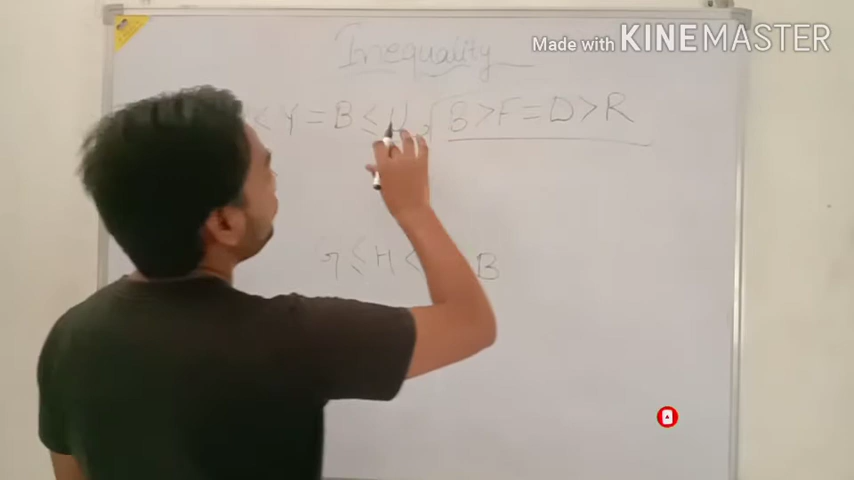 Made with KINEMASTER
Inequality
< Y = B ≤ H, B > F = D > R
≤ H < B